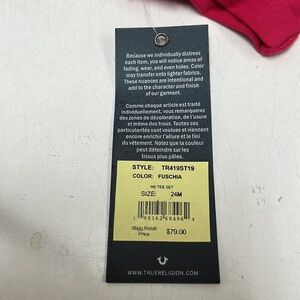 Because we individually distress
each item, you will notice areas of
fading, wear, and even holes. Color
may transfer onto lighter fabrics.
These nuances are intentional and
add to the character and finish
of our garment.
Comme chaque article est traité
individuellement, vous remarquerez
des zones de décoloration, de l'usure
et même des trous. Toutes ces
particularités sont voulues et viennent
enrichir le caractère et le fini
du vêtement. Notez que la couleur
peut déteindre sur les
tissus plus pâles.
STYLE: TR419ST19
COLOR: FUSCHIA
HS TEE SET
SIZE: 24M
90162 68496
Sugg.Retail
Price $79.00
WWW.TRUERELIGION.COM